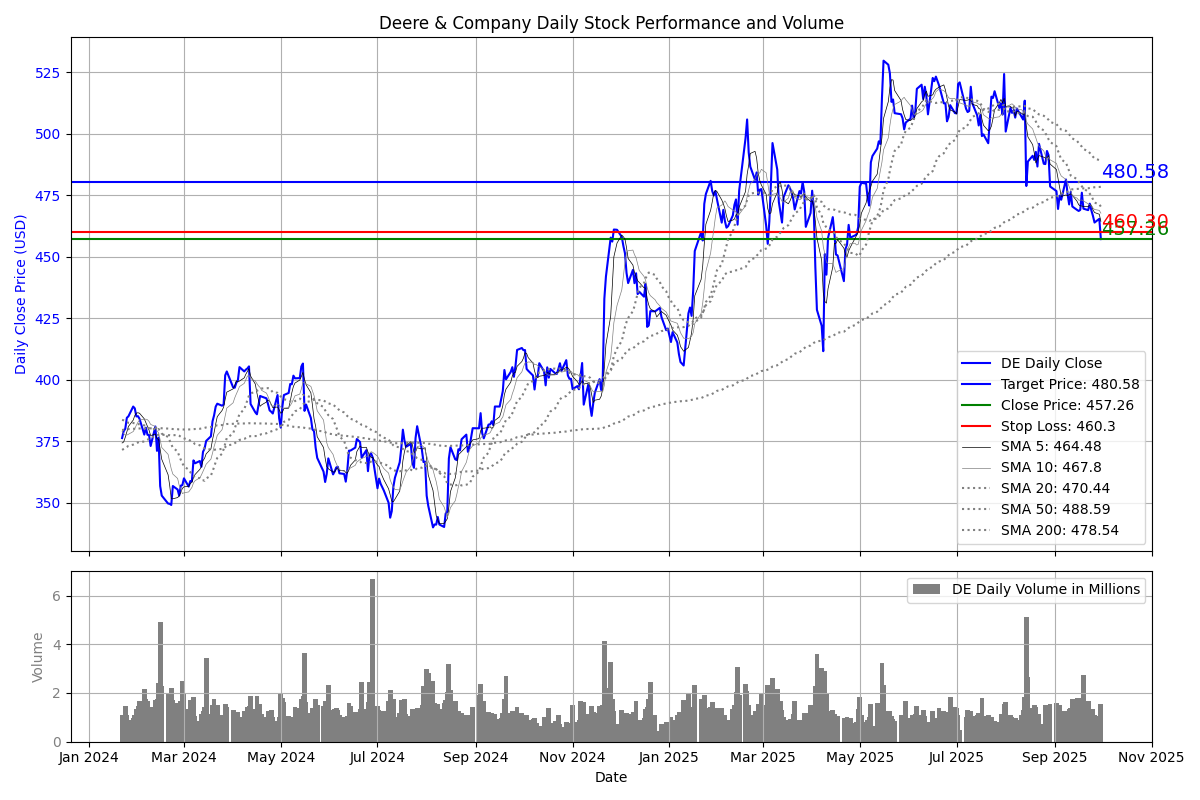 Deere & Company Daily Stock Performance and Volume
Daily Close Price (USD)
525
500
475
450
425
400
375
350
480.58
460.30
457.26
DE Daily Close
Target Price: 480.58
Close Price: 457.26
Stop Loss: 460.3
SMA 5: 464.48
SMA 10: 467.8
SMA 20: 470.44
SMA 50: 488.59
SMA 200: 478.54
Volume
6
4
2
0
DE Daily Volume in Millions
Jan 2024
Mar 2024
May 2024
Jul 2024
Sep 2024
Nov 2024
Jan 2025
Mar 2025
May 2025
Jul 2025
Sep 2025
Nov 2025
Date